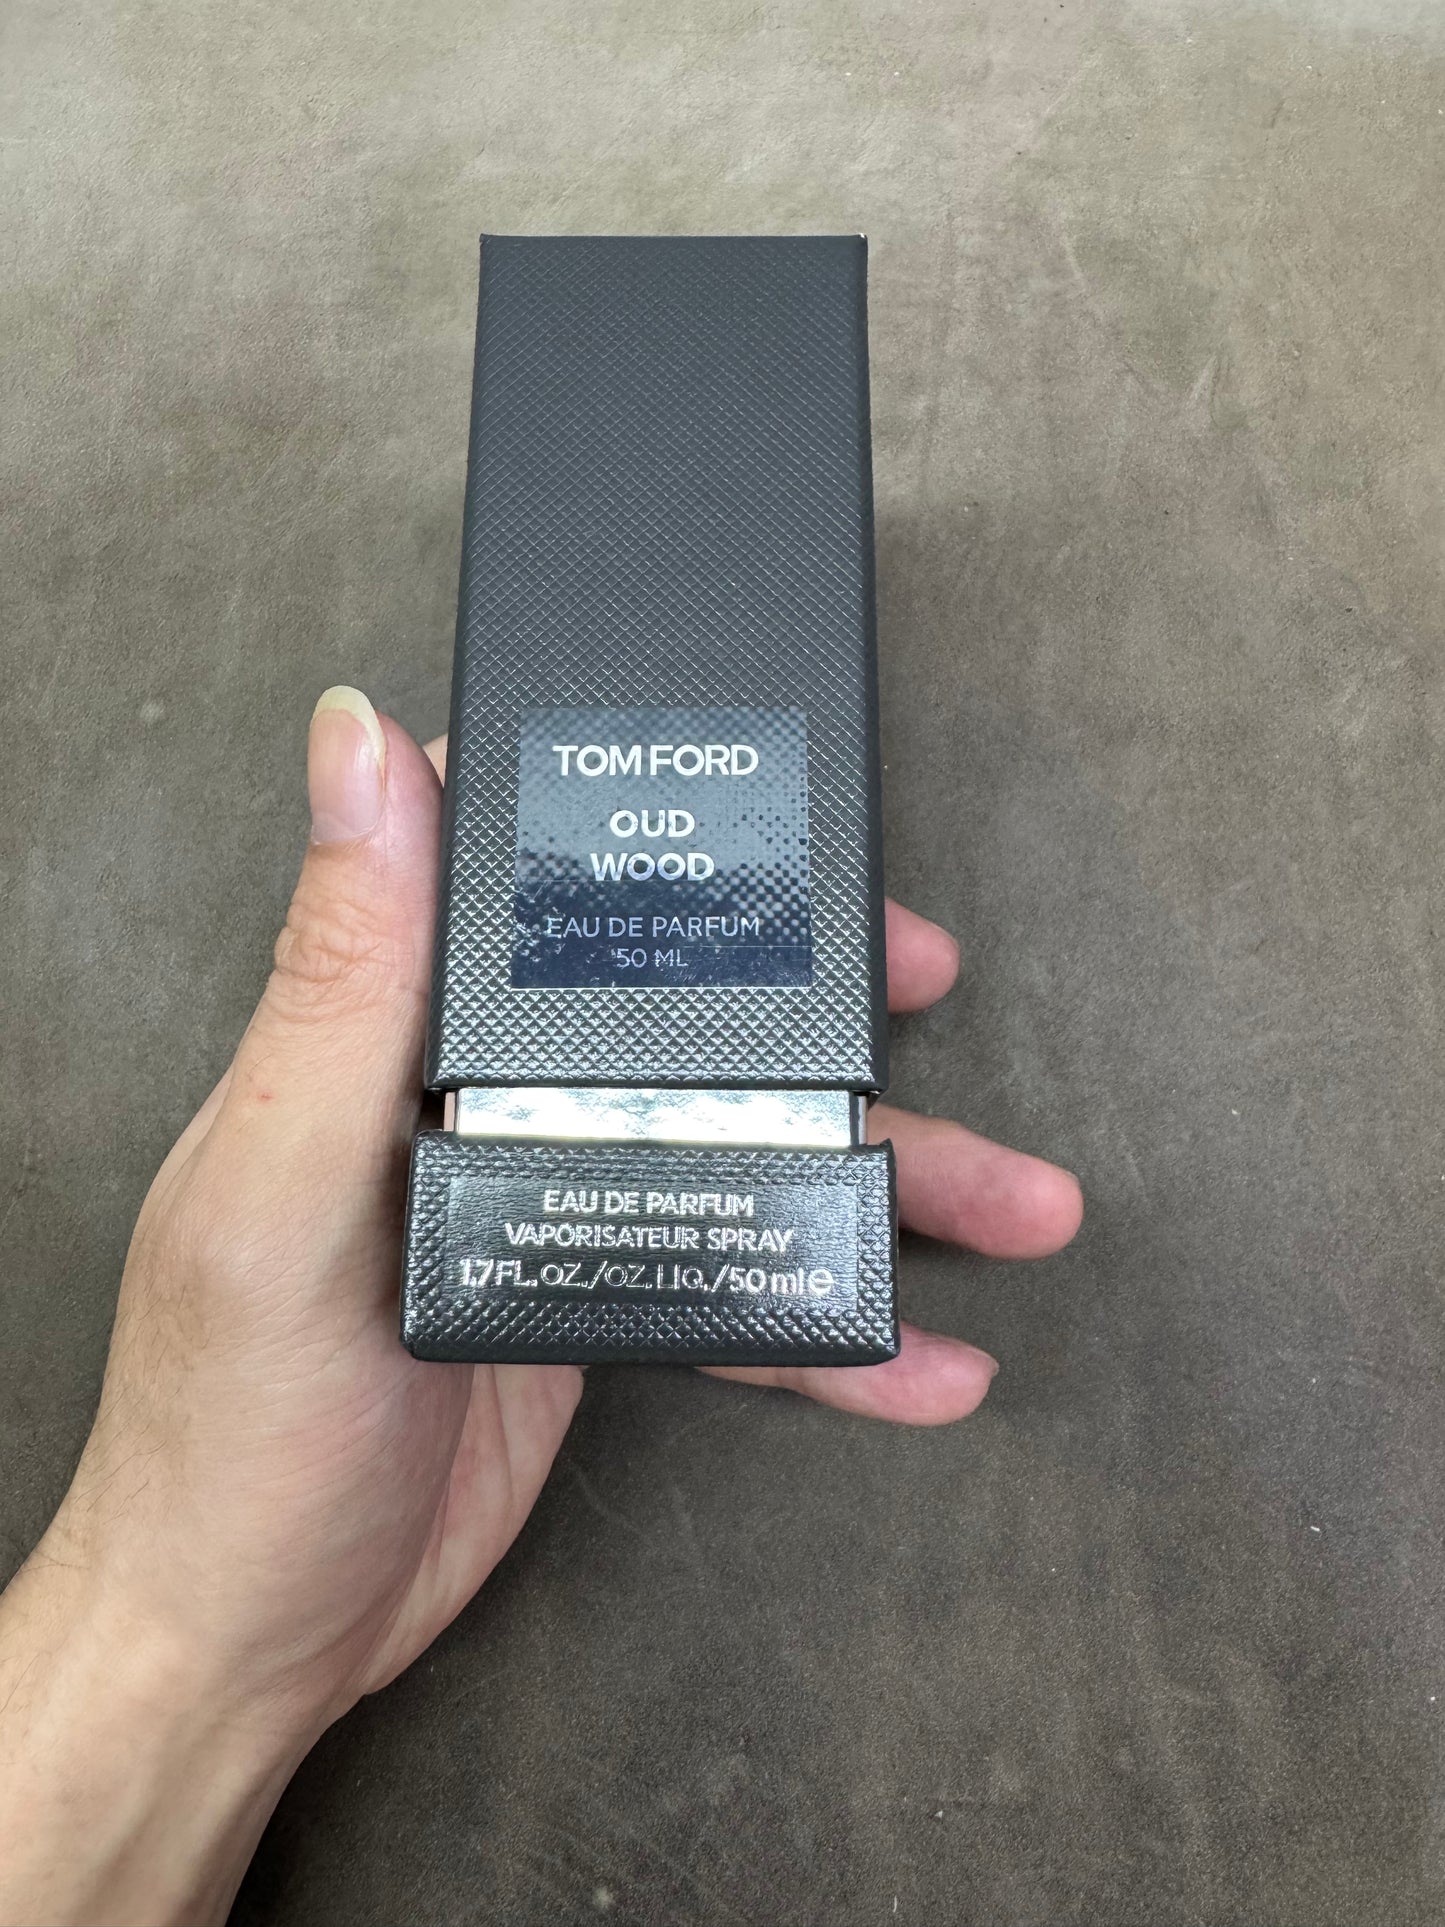 TOM FORD
OUD
WOOD
EAU DE PARFUM
50 ML
EAU DE PARFUM
VAPORISATEUR SPRAY
1.7 FL. OZ./OZ. LIQ./50 ml e